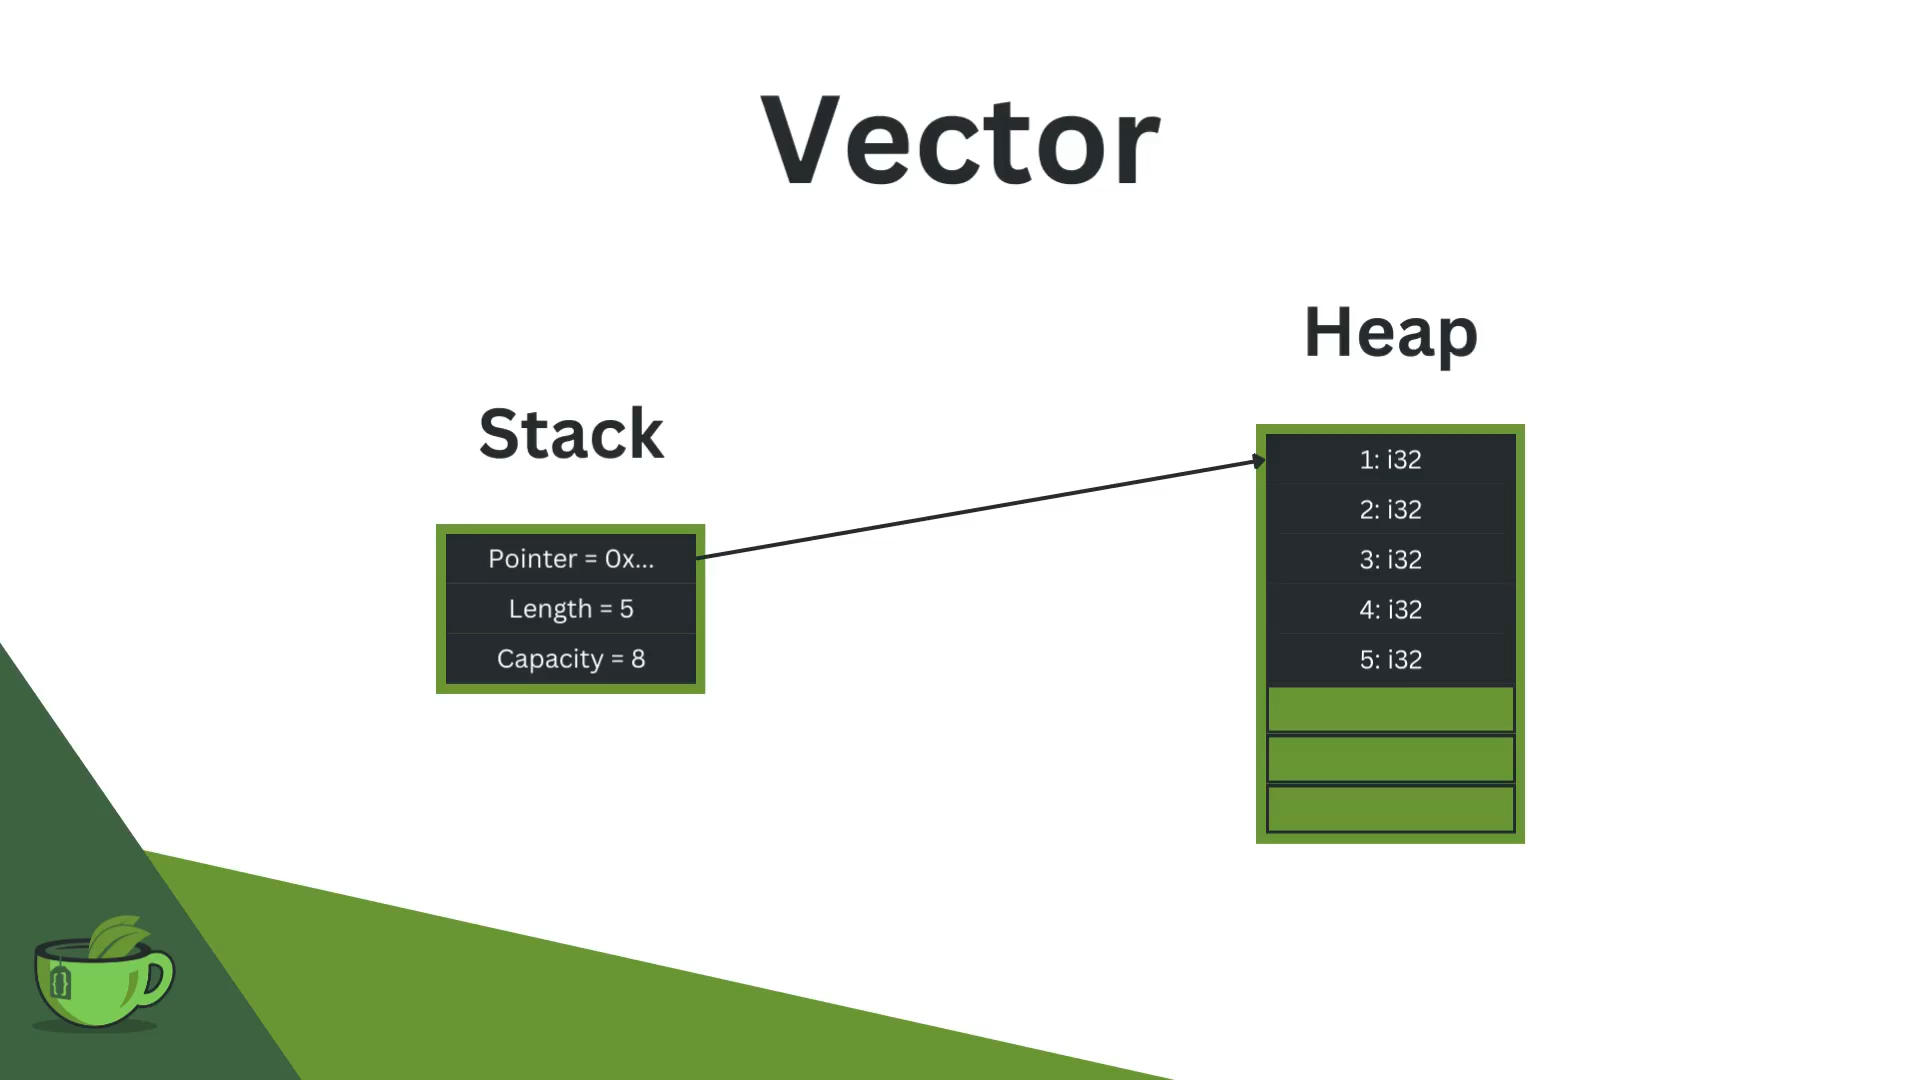 Vector
Stack
Pointer = 0x...
Length = 5
Capacity = 8
Heap
1: i32
2: i32
3: i32
4: i32
5: i32
{}